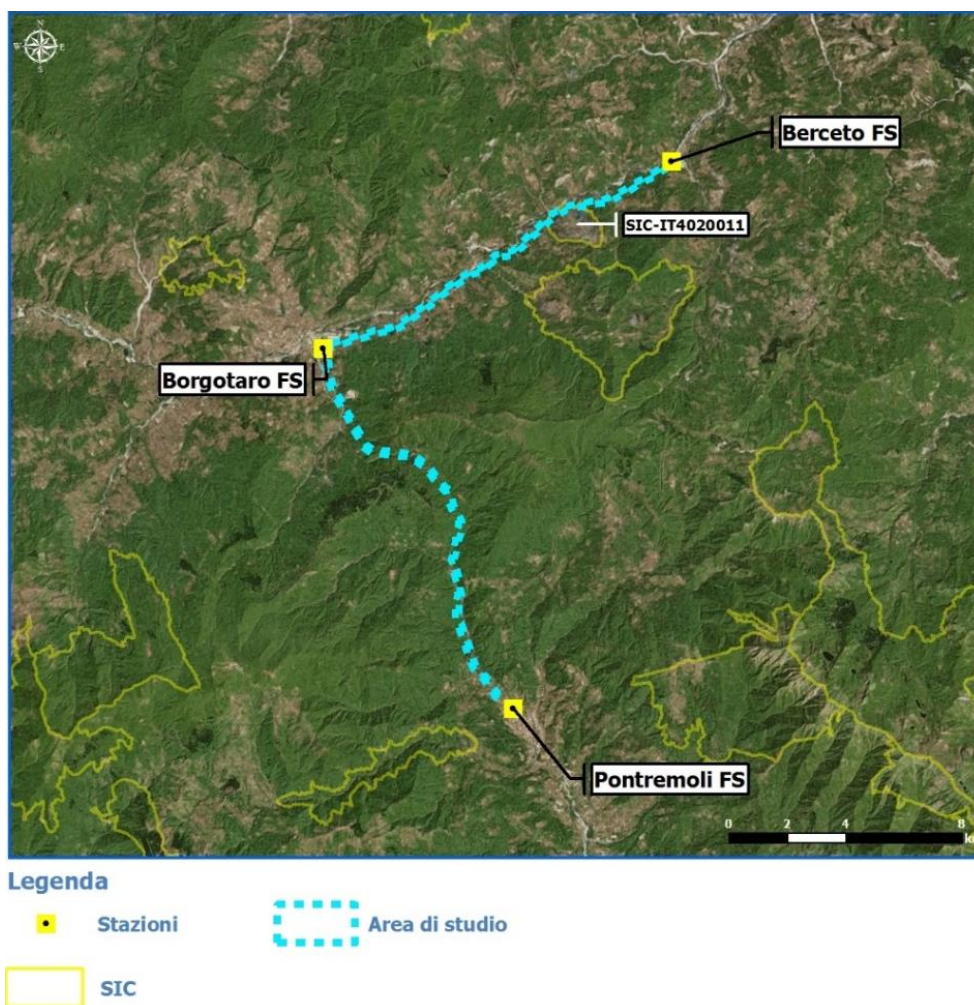 N
W E
S
Berceto FS
SIC-IT4020011
Borgotaro FS
Pontremoli FS
0 2 4 8
k
Legenda
Stazioni
Area di studio
SIC